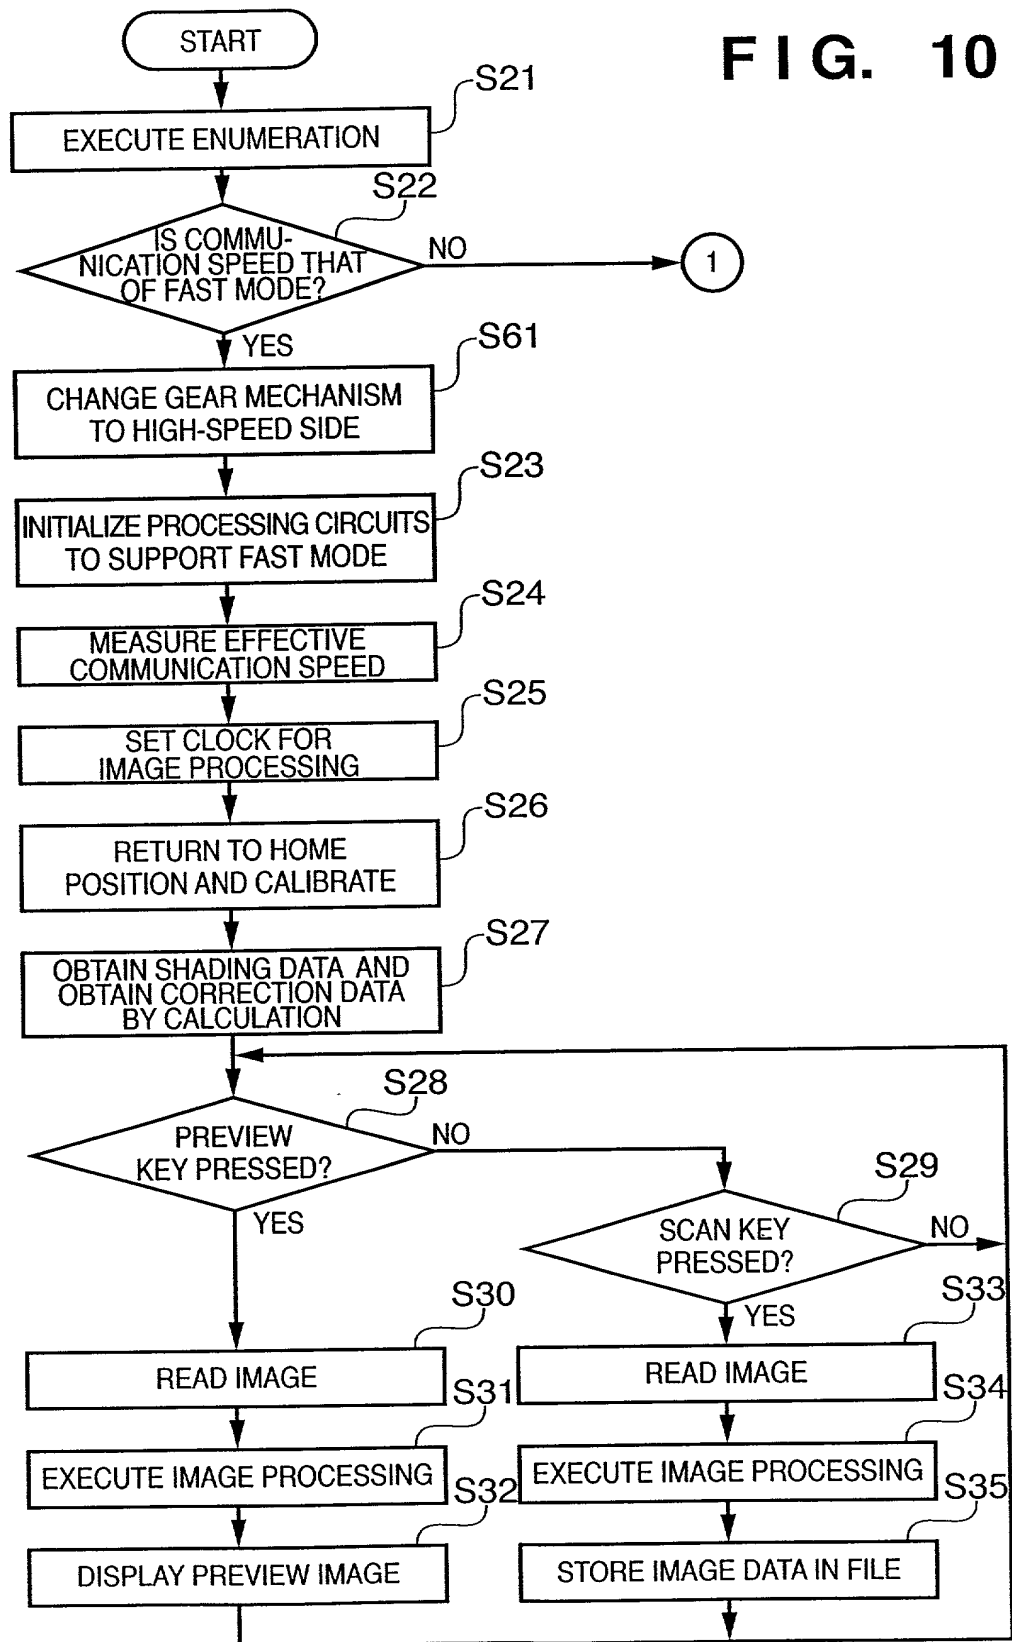 FIG. 10
START
S21
EXECUTE ENUMERATION
S22
IS COMMU-
NICATION SPEED THAT
OF FAST MODE?
NO
1
YES
S61
CHANGE GEAR MECHANISM
TO HIGH-SPEED SIDE
S23
INITIALIZE PROCESSING CIRCUITS
TO SUPPORT FAST MODE
S24
MEASURE EFFECTIVE
COMMUNICATION SPEED
S25
SET CLOCK FOR
IMAGE PROCESSING
S26
RETURN TO HOME
POSITION AND CALIBRATE
S27
OBTAIN SHADING DATA AND
OBTAIN CORRECTION DATA
BY CALCULATION
S28
PREVIEW
KEY PRESSED?
NO
YES
S29
SCAN KEY
PRESSED?
NO
YES
S30
READ IMAGE
S31
EXECUTE IMAGE PROCESSING
S32
DISPLAY PREVIEW IMAGE
S33
READ IMAGE
S34
EXECUTE IMAGE PROCESSING
S35
STORE IMAGE DATA IN FILE